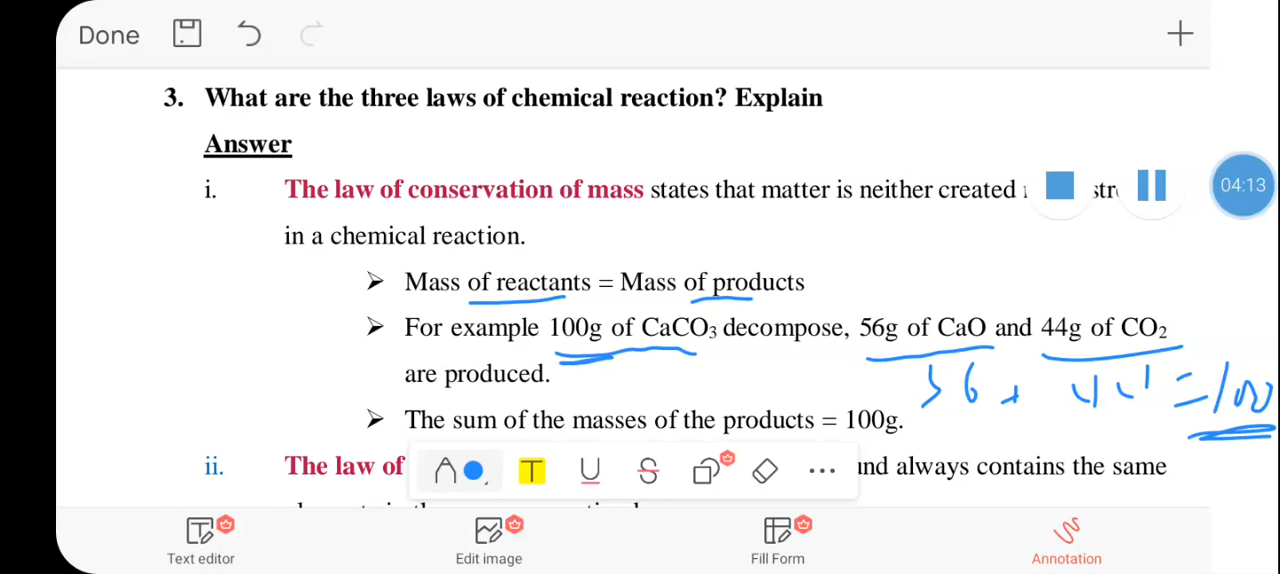 Done
3. What are the three laws of chemical reaction? Explain
Answer
i. The law of conservation of mass states that matter is neither created
04:13
in a chemical reaction.
➢ Mass of reactants = Mass of products
➢ For example 100g of CaCO₃ decompose, 56g of CaO and 44g of CO₂
are produced.
56 + 44 = 100
➢ The sum of the masses of the products = 100g.
ii. The law of always contains the same
Text editor
Edit image
Fill Form
Annotation